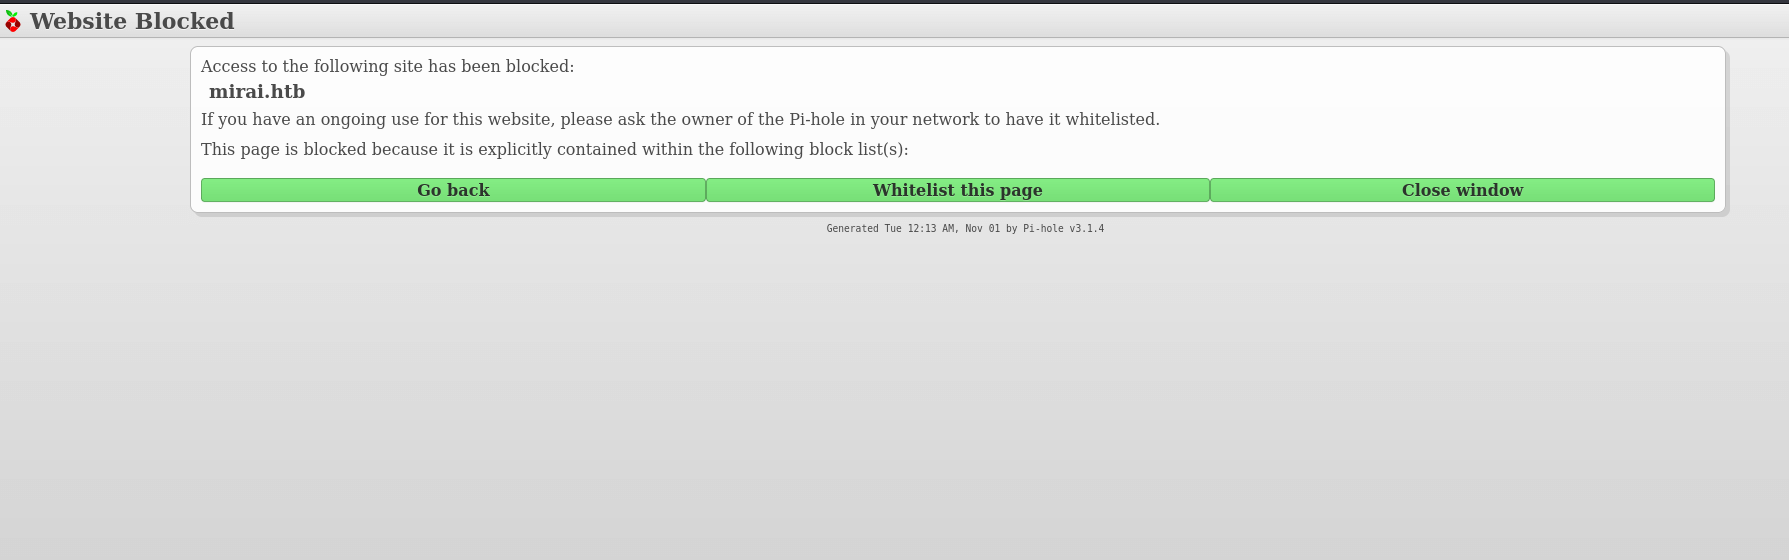 Website Blocked
Access to the following site has been blocked:
mirai.htb
If you have an ongoing use for this website, please ask the owner of the Pi-hole in your network to have it whitelisted.
This page is blocked because it is explicitly contained within the following block list(s):
Go back Whitelist this page Close window
Generated Tue 12:13 AM, Nov 01 by Pi-hole v3.1.4